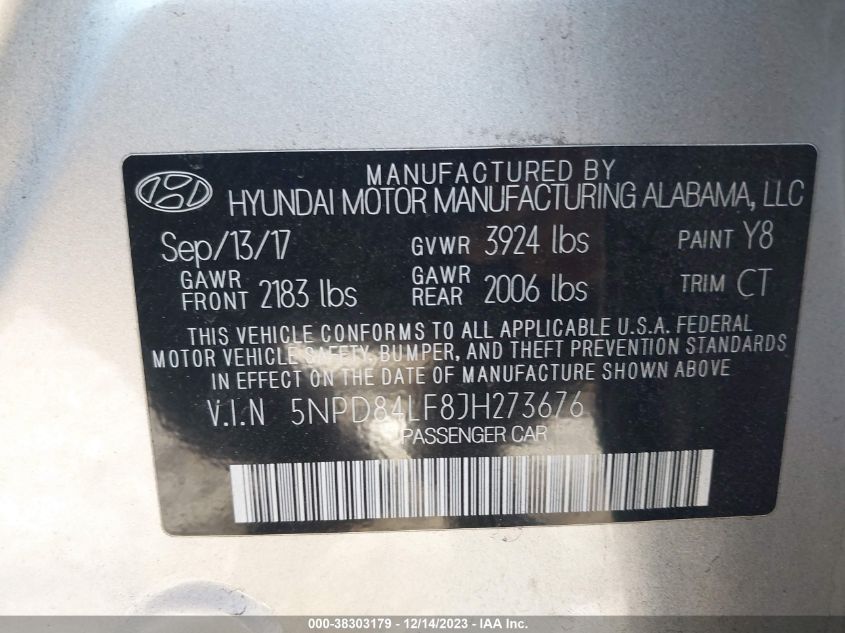 MANUFACTURED BY
HYUNDAI MOTOR MANUFACTURING ALABAMA, LLC
Sep/13/17 GVWR 3924 lbs PAINT Y8
GAWR FRONT 2183 lbs GAWR REAR 2006 lbs TRIM CT
THIS VEHICLE CONFORMS TO ALL APPLICABLE U.S.A. FEDERAL
MOTOR VEHICLE SAFETY, BUMPER, AND THEFT PREVENTION STANDARDS
IN EFFECT ON THE DATE OF MANUFACTURE SHOWN ABOVE
V.I.N 5NPD84LF8JH273676
PASSENGER CAR
000-38303179 - 12/14/2023 - IAA Inc.